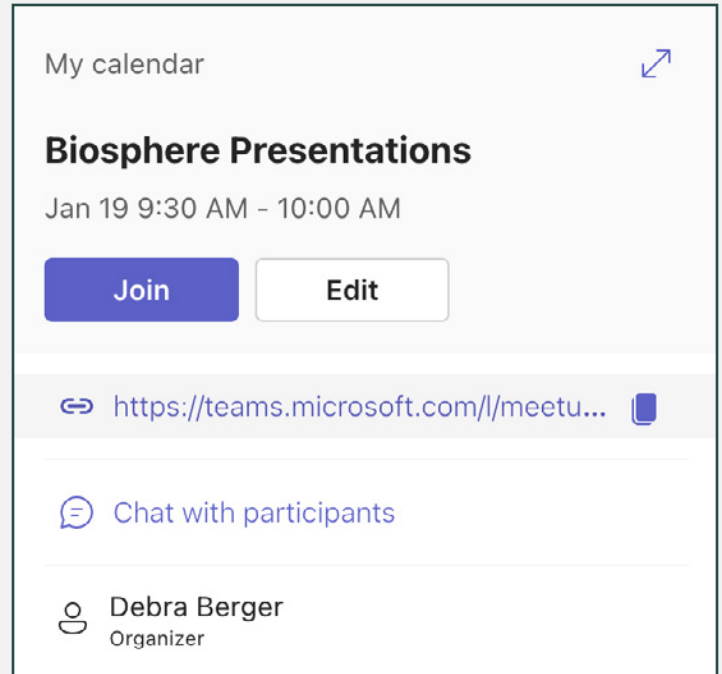 My calendar
Biosphere Presentations
Jan 19 9:30 AM - 10:00 AM
Join
Edit
https://teams.microsoft.com/l/meetu...
Chat with participants
Debra Berger
Organizer